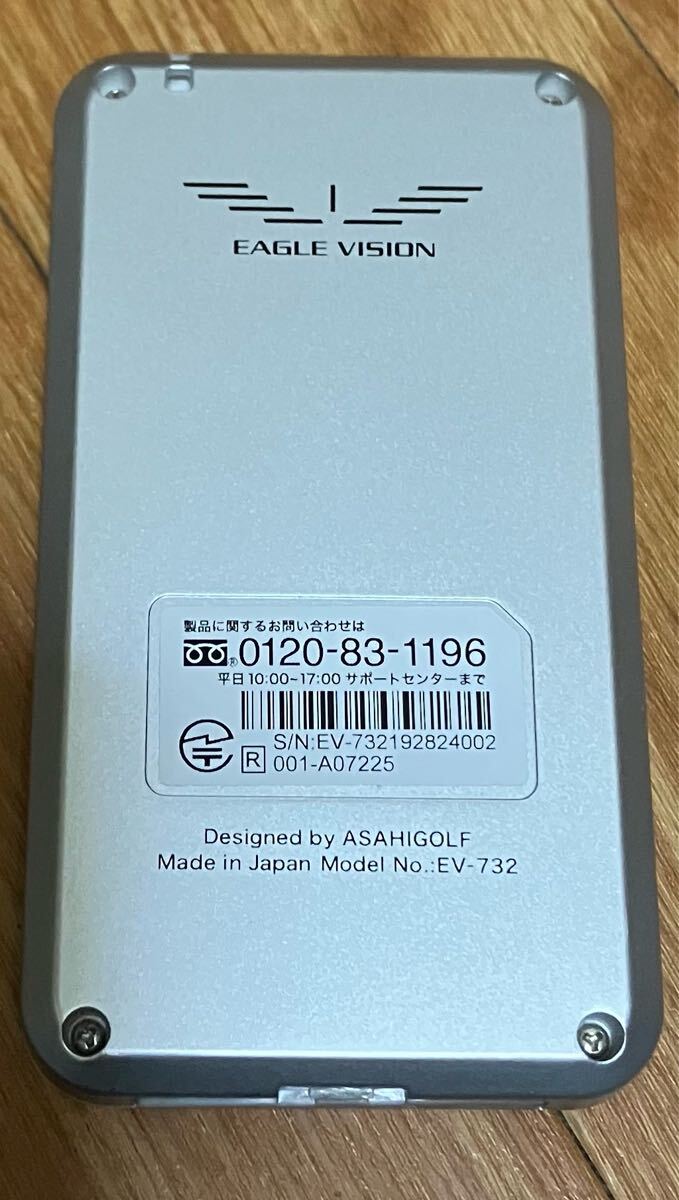 EAGLE VISION
製品に関するお問い合わせは
®0120-83-1196
平日10:00~17:00 サポートセンターまで
S/N:EV-732192824002
R 001-A07225
Designed by ASAHIGOLF
Made in Japan Model No.:EV-732